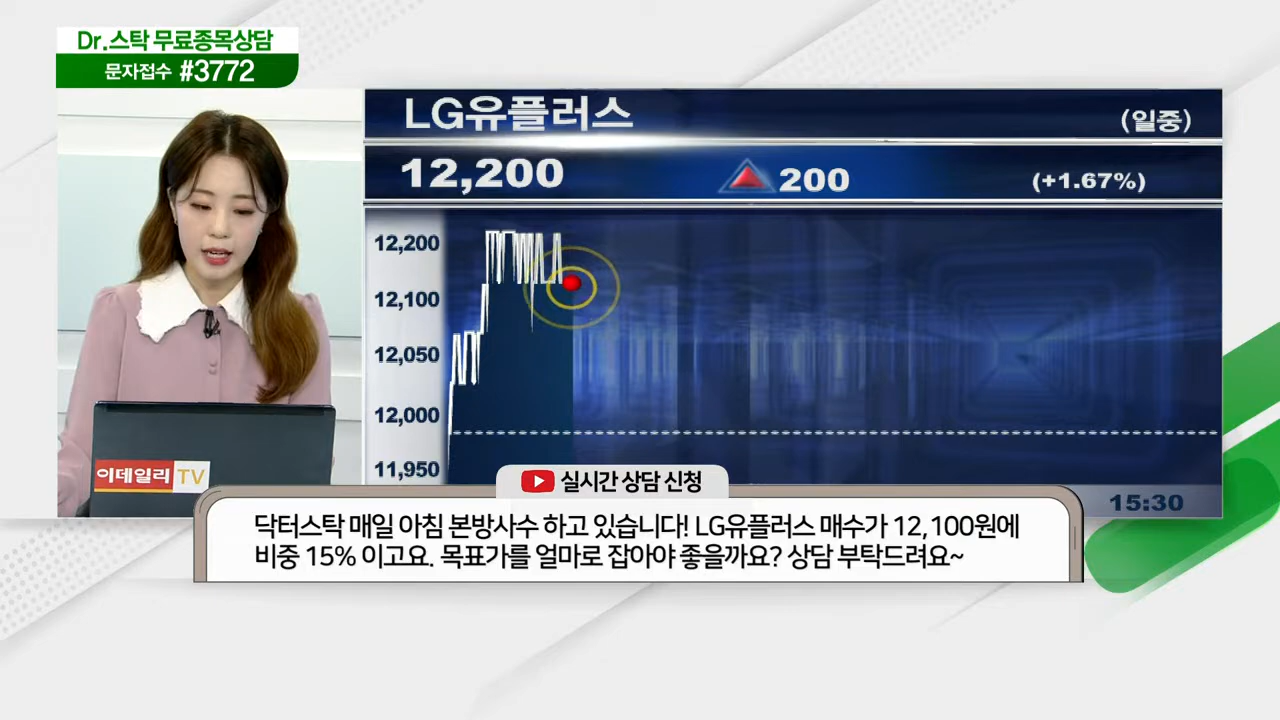 Dr.스탁 무료종목상담
문자접수 #3772
LG유플러스
(일중)
12,200
200
(+1.67%)
12,200
12,100
12,050
12,000
11,950
15:30
이데일리 TV
실시간 상담 신청
닥터스탁 매일 아침 본방사수 하고 있습니다! LG유플러스 매수가 12,100원에
비중 15% 이고요. 목표가를 얼마로 잡아야 좋을까요? 상담 부탁드려요~